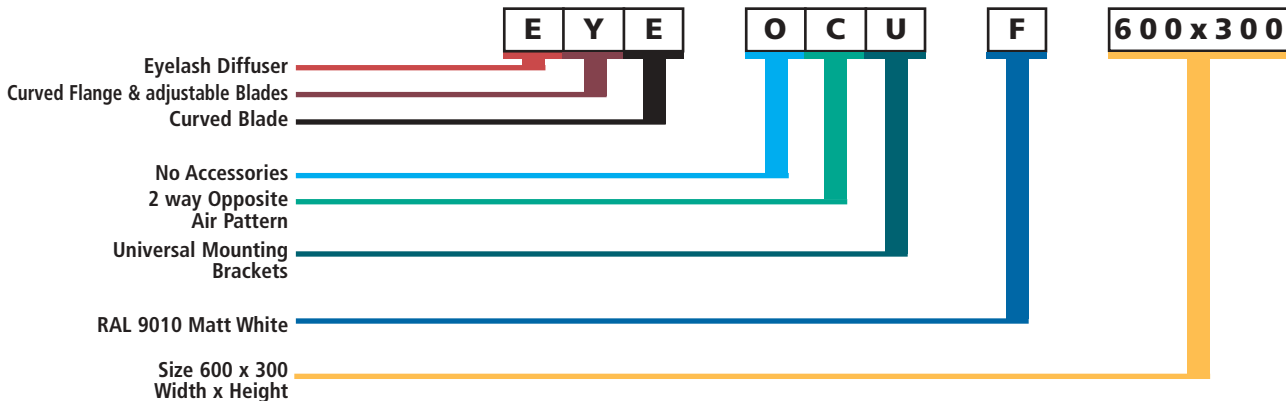 E Y E O C U F 600x300
Eyelash Diffuser
Curved Flange & adjustable Blades
Curved Blade
No Accessories
2 way Opposite
Air Pattern
Universal Mounting
Brackets
RAL 9010 Matt White
Size 600 x 300
Width x Height